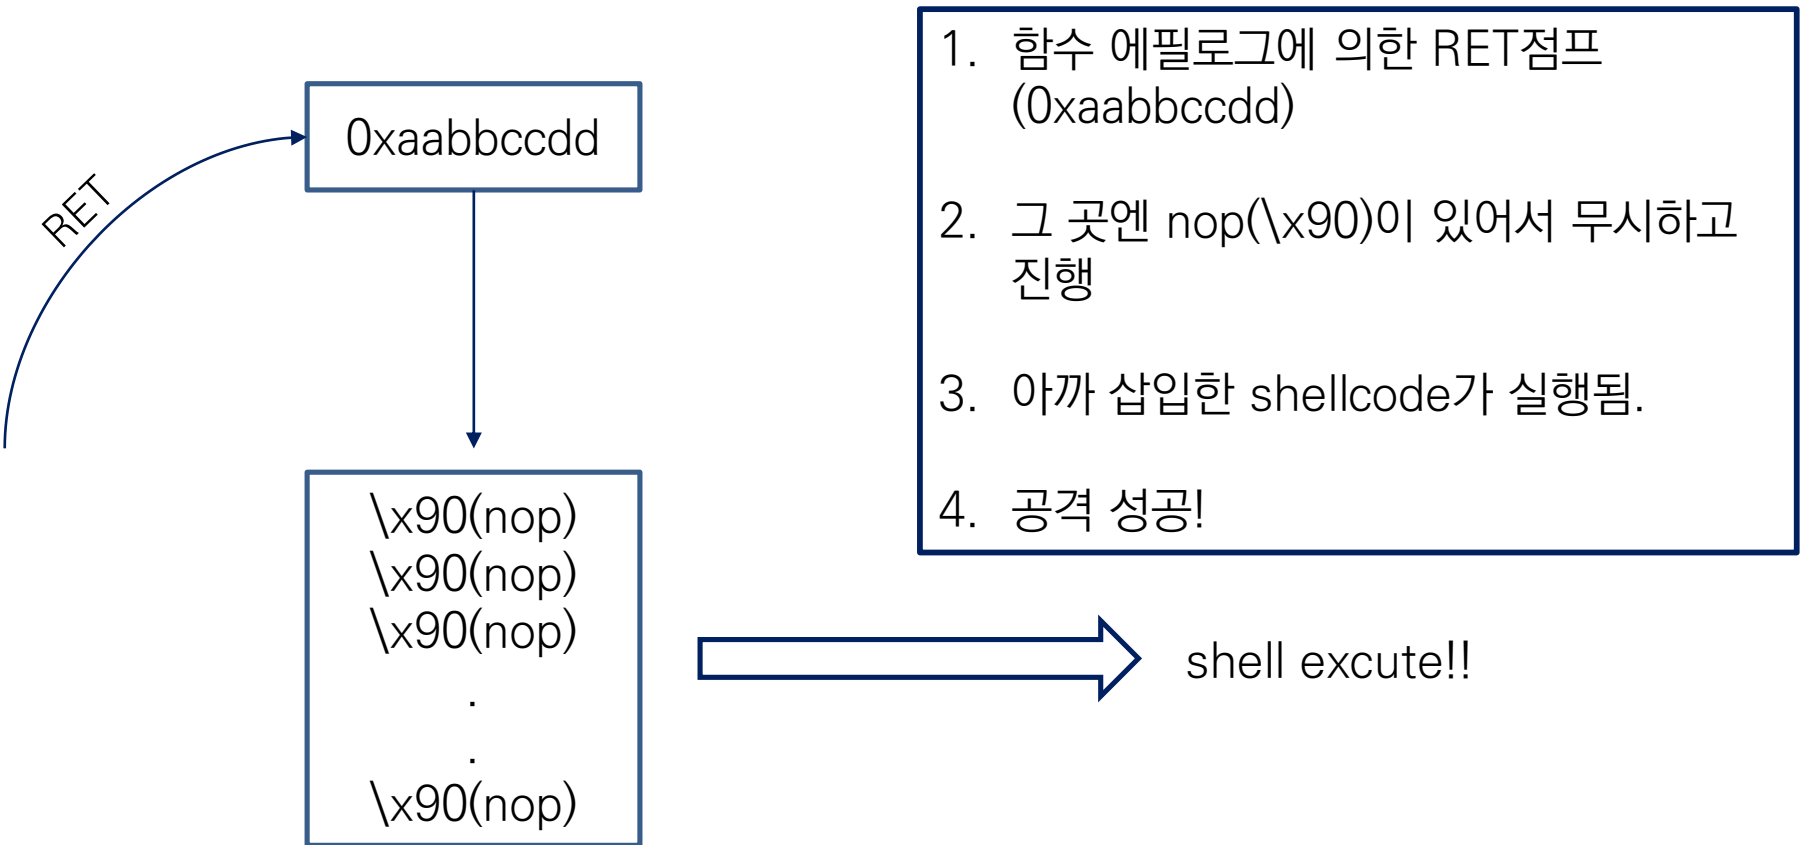 RET
0xaabbccdd
\x90(nop)
\x90(nop)
\x90(nop)
.
.
\x90(nop)
1. 함수 에필로그에 의한 RET점프
(0xaabbccdd)
2. 그 곳엔 nop(\x90)이 있어서 무시하고
진행
3. 아까 삽입한 shellcode가 실행됨.
4. 공격 성공!
shell excute!!